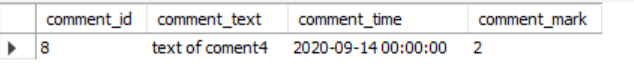 comment_id comment_text comment_time comment_mark
8 text of coment4 2020-09-14 00:00:00 2